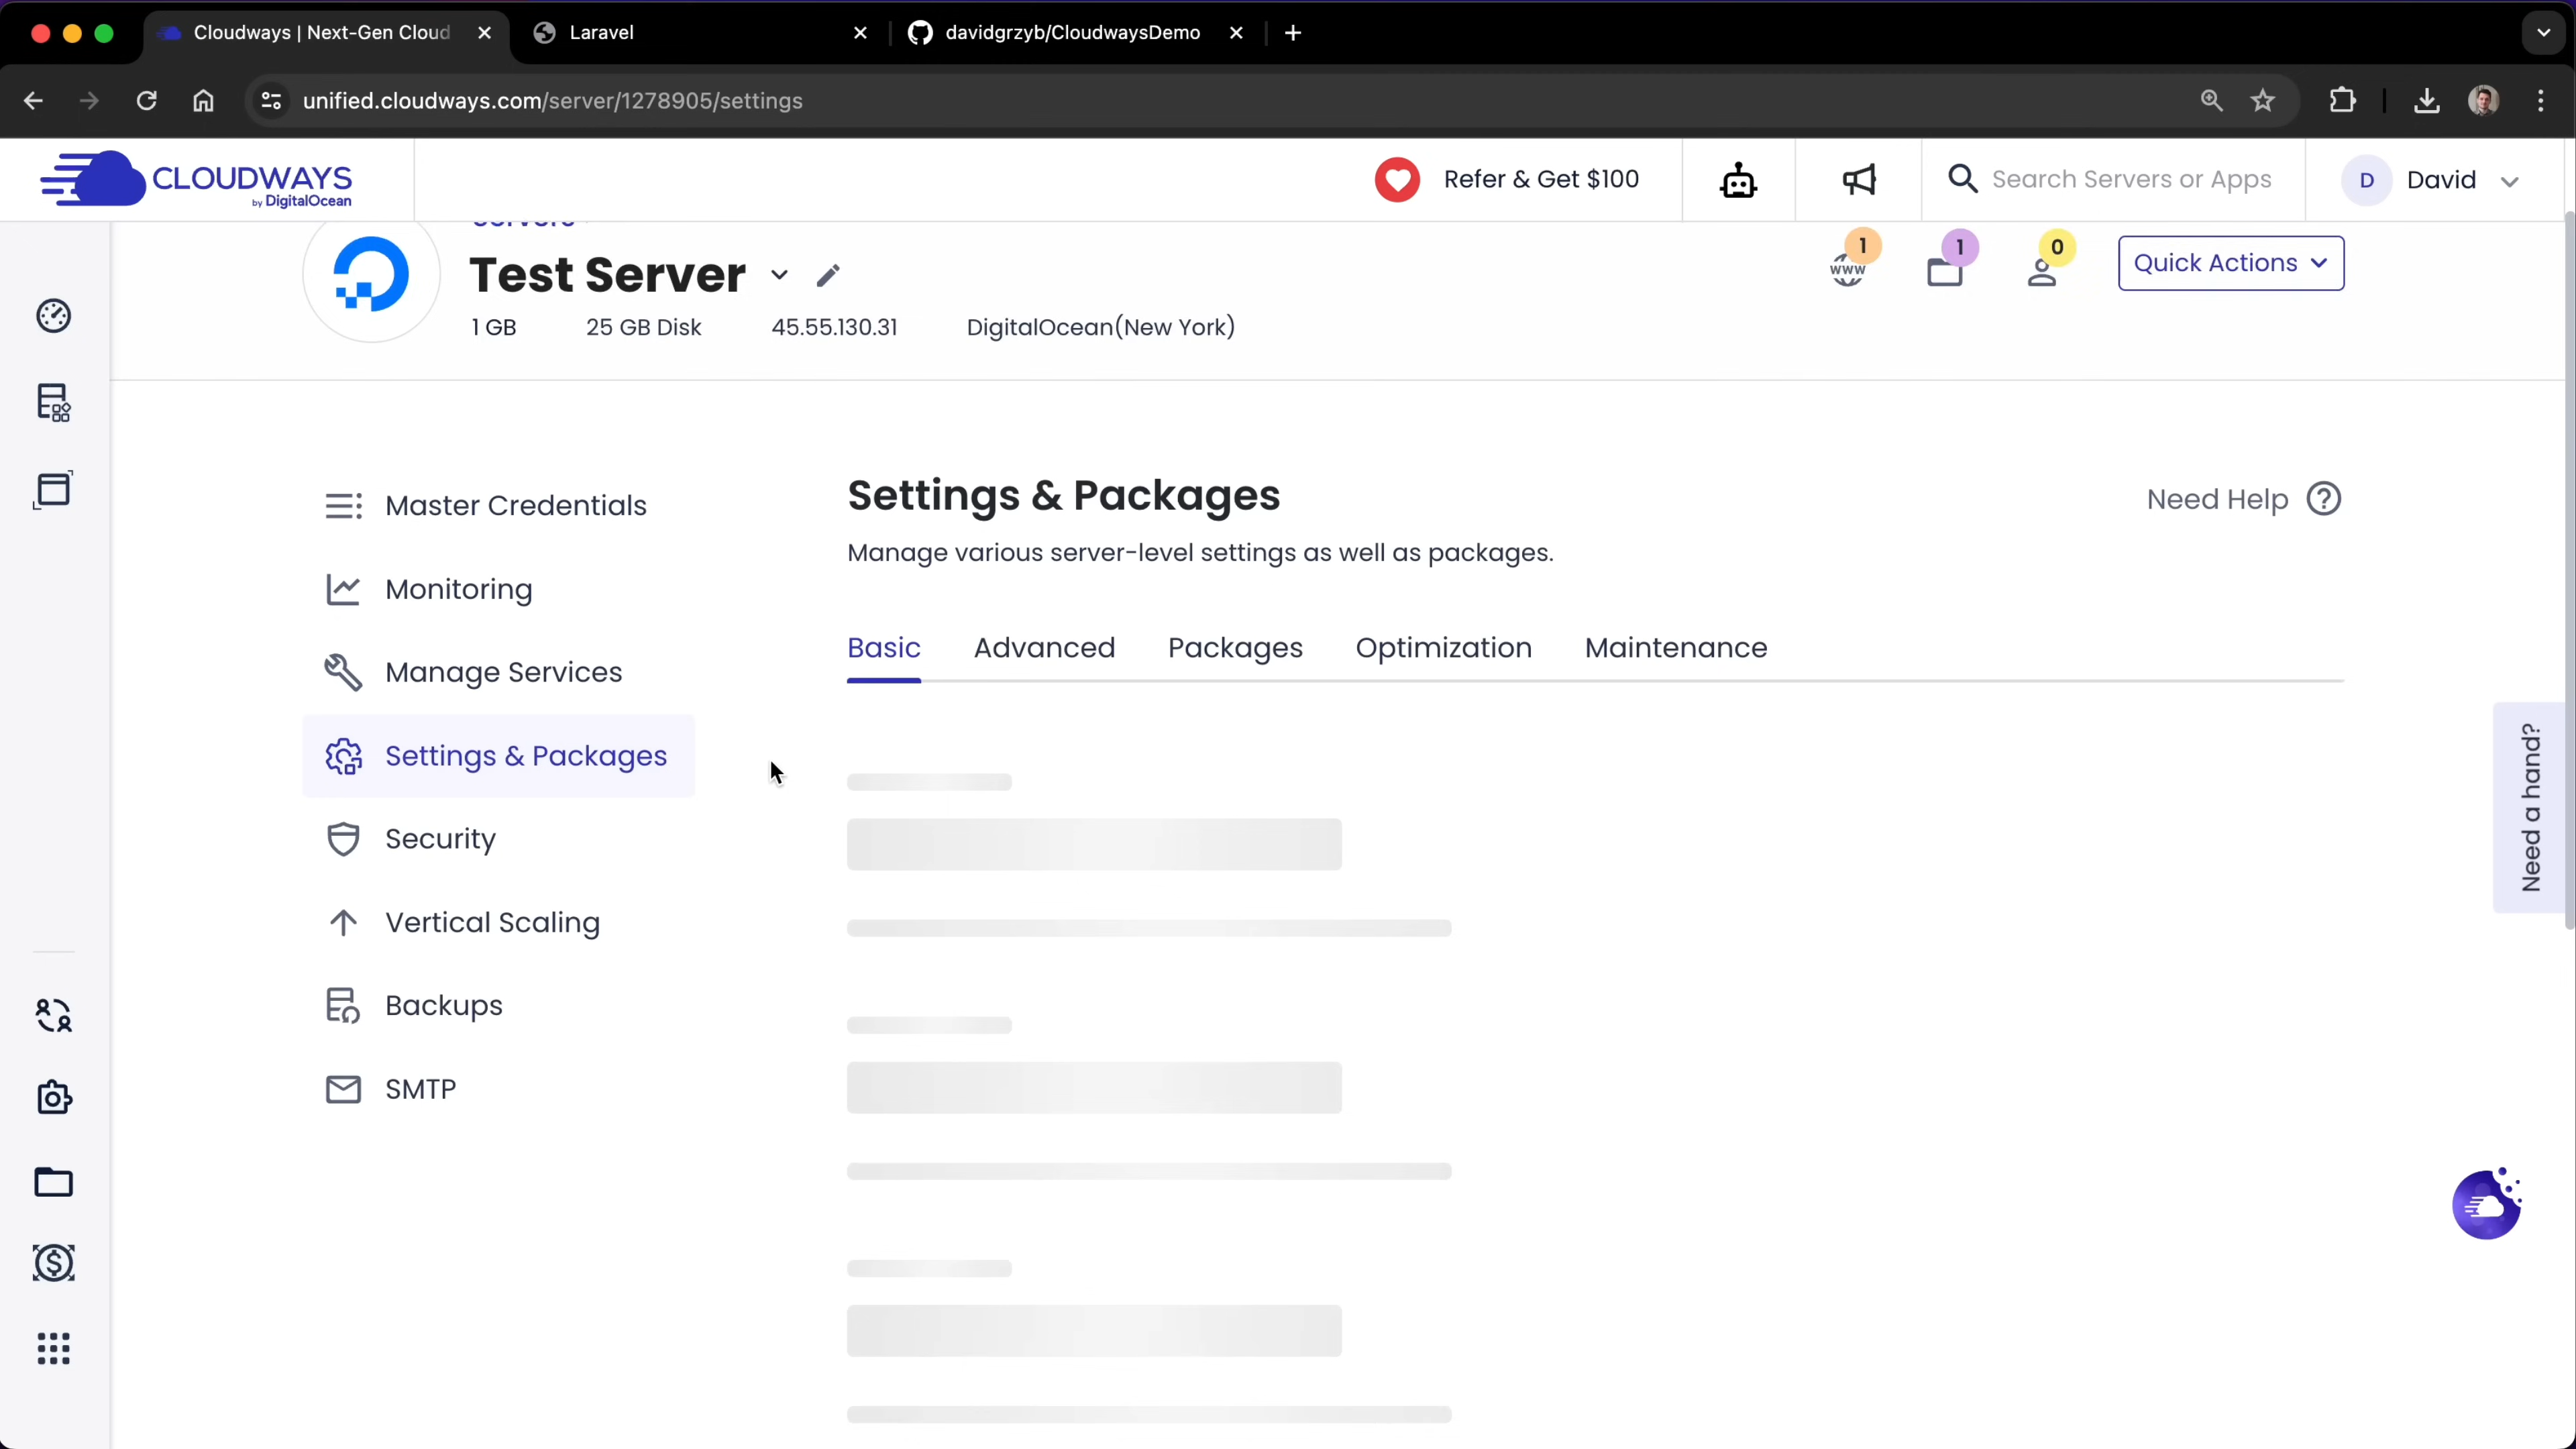 Cloudways | Next-Gen Cloud
Laravel
davidgrzyb/CloudwaysDemo
unified.cloudways.com/server/1278905/settings
CLOUDWAYS
by DigitalOcean
Refer & Get $100
Search Servers or Apps
D
David
Servers
Test Server
1 GB
25 GB Disk
45.55.130.31
DigitalOcean(New York)
www
1
1
0
Quick Actions
Master Credentials
Monitoring
Manage Services
Settings & Packages
Security
Vertical Scaling
Backups
SMTP
Settings & Packages
Need Help
Manage various server-level settings as well as packages.
Basic
Advanced
Packages
Optimization
Maintenance
Need a hand?